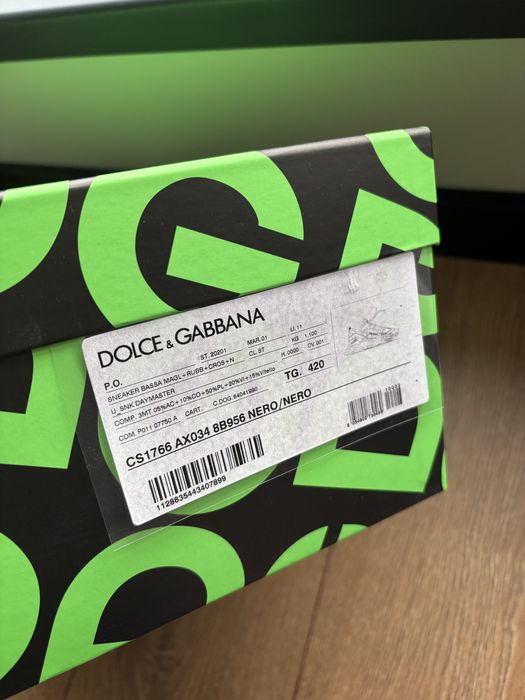 DOLCE & GABBANA
P.O. ST. 20201 MAR.01 LI.11
SNEAKER BASSA MAGL+RUBB+CROS+N CL. ST KG 1,100
U_SNK DAYMASTER H. 0000 CV. 001
COMP. 3MT 05%AC+10%CO+50%PL+20%VI+15%Vitello
COM. P011 07750 A CART. C.DOG. 64041990 TG. 420
CS1766 AX034 8B956 NERO/NERO
1128835443407899